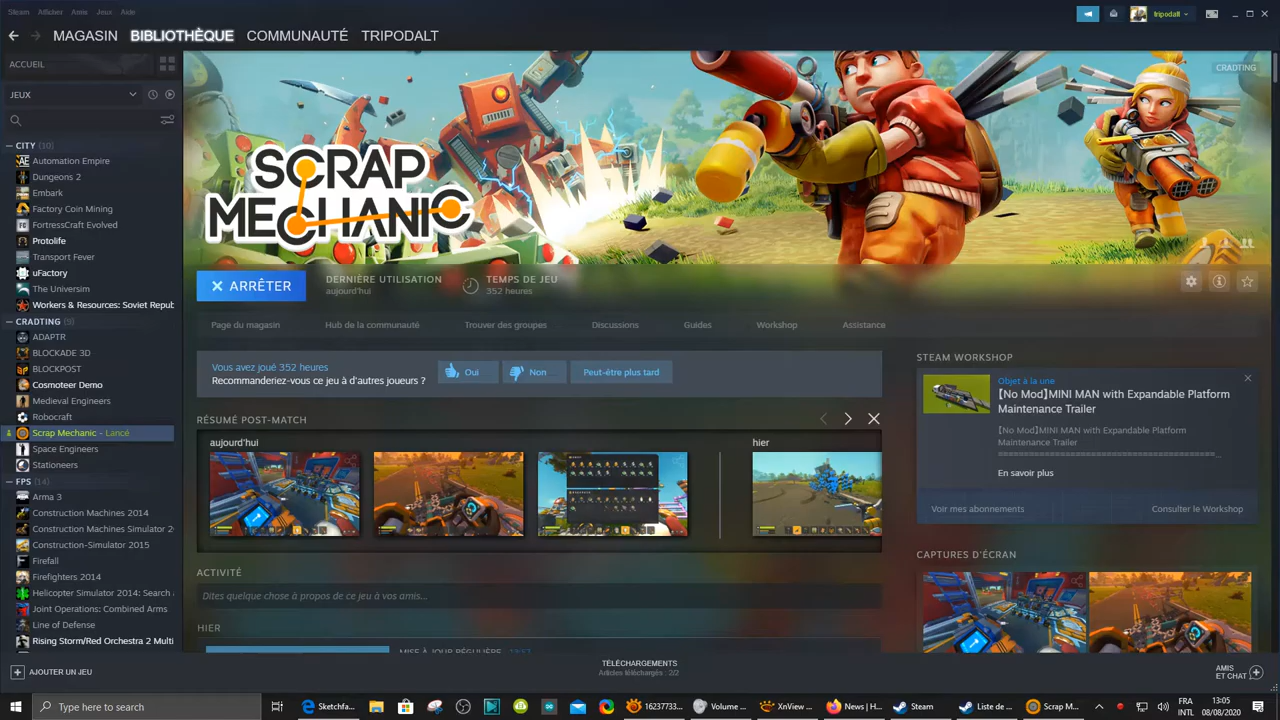 Steam Afficher Amis Jeux Aide
tripodalt
MAGASIN BIBLIOTHÈQUE COMMUNAUTÉ TRIPODALT
ACCUEIL
JEUX
CITY (10)
Automation Empire
Dungeons 2
Embark
Factory Coin Mining
FortressCraft Evolved
Protolife
Transport Fever
uFactory
The Universim
Workers & Resources: Soviet Repub
CRADTING (9)
ADAPTR
BLOCKADE 3D
BLOCKPOST
Cosmoteer Demo
Medieval Engineers
Robocraft
Scrap Mechanic - Lancé
Space Engineers
Stationeers
FPS (14)
Arma 3
Construction Machines 2014
Construction Machines Simulator 2
Construction-Simulator 2015
Firefall
Firefighters 2014
Helicopter Simulator 2014: Search a
Joint Operations: Combined Arms
Line of Defense
Rising Storm/Red Orchestra 2 Multi
AJOUTER UN JEU
CRADTING
SCRAP
MECHANIC
ARRÊTER
DERNIÈRE UTILISATION
aujourd'hui
TEMPS DE JEU
352 heures
Page du magasin Hub de la communauté Trouver des groupes Discussions Guides Workshop Assistance
Vous avez joué 352 heures
Recommanderiez-vous ce jeu à d'autres joueurs ?
Oui Non Peut-être plus tard
RÉSUMÉ POST-MATCH
aujourd'hui hier
ACTIVITÉ
Dites quelque chose à propos de ce jeu à vos amis...
HIER
MISE À JOUR RÉGULIÈRE
STEAM WORKSHOP
Objet à la une
【No Mod】MINI MAN with Expandable Platform
Maintenance Trailer
【No Mod】MINI MAN with Expandable Platform
Maintenance Trailer
En savoir plus
Voir mes abonnements Consulter le Workshop
CAPTURES D'ÉCRAN
TÉLÉCHARGEMENTS
Articles téléchargés : 2/2
AMIS
ET CHAT
Type here to search
Sketchfa...
16237733...
Volume ...
XnView ...
News | H...
Steam
Liste de ...
Scrap M...
FRA
INTL
13:05
08/08/2020